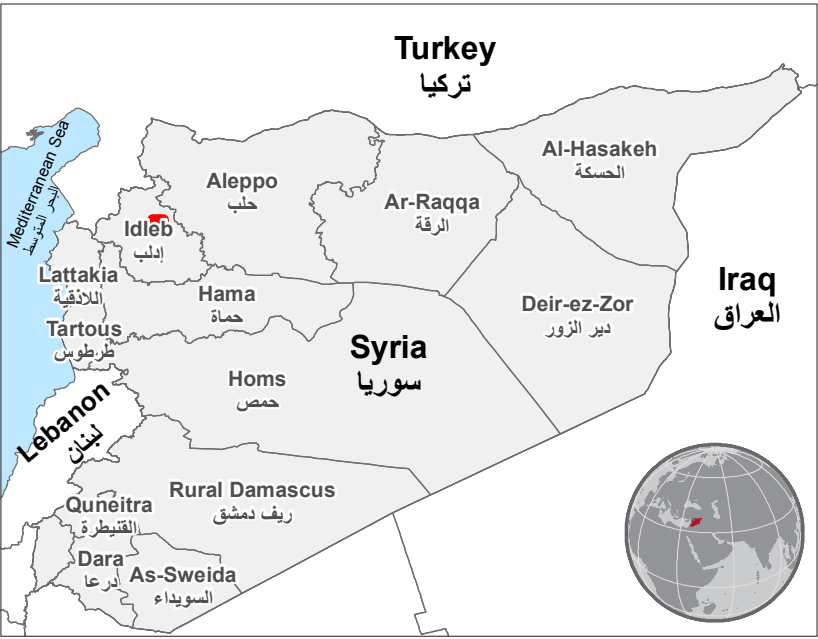 Turkey
تركيا
Mediterranean Sea
البحر المتوسط
Al-Hasakeh
الحسكة
Aleppo
حلب
Ar-Raqqa
الرقة
Idleb
إدلب
Lattakia
اللاذقية
Hama
حماة
Deir-ez-Zor
دير الزور
Iraq
العراق
Tartous
طرطوس
Syria
سوريا
Homs
حمص
Lebanon
لبنان
Rural Damascus
ريف دمشق
Quneitra
القنيطرة
Dara
درعا
As-Sweida
السويداء